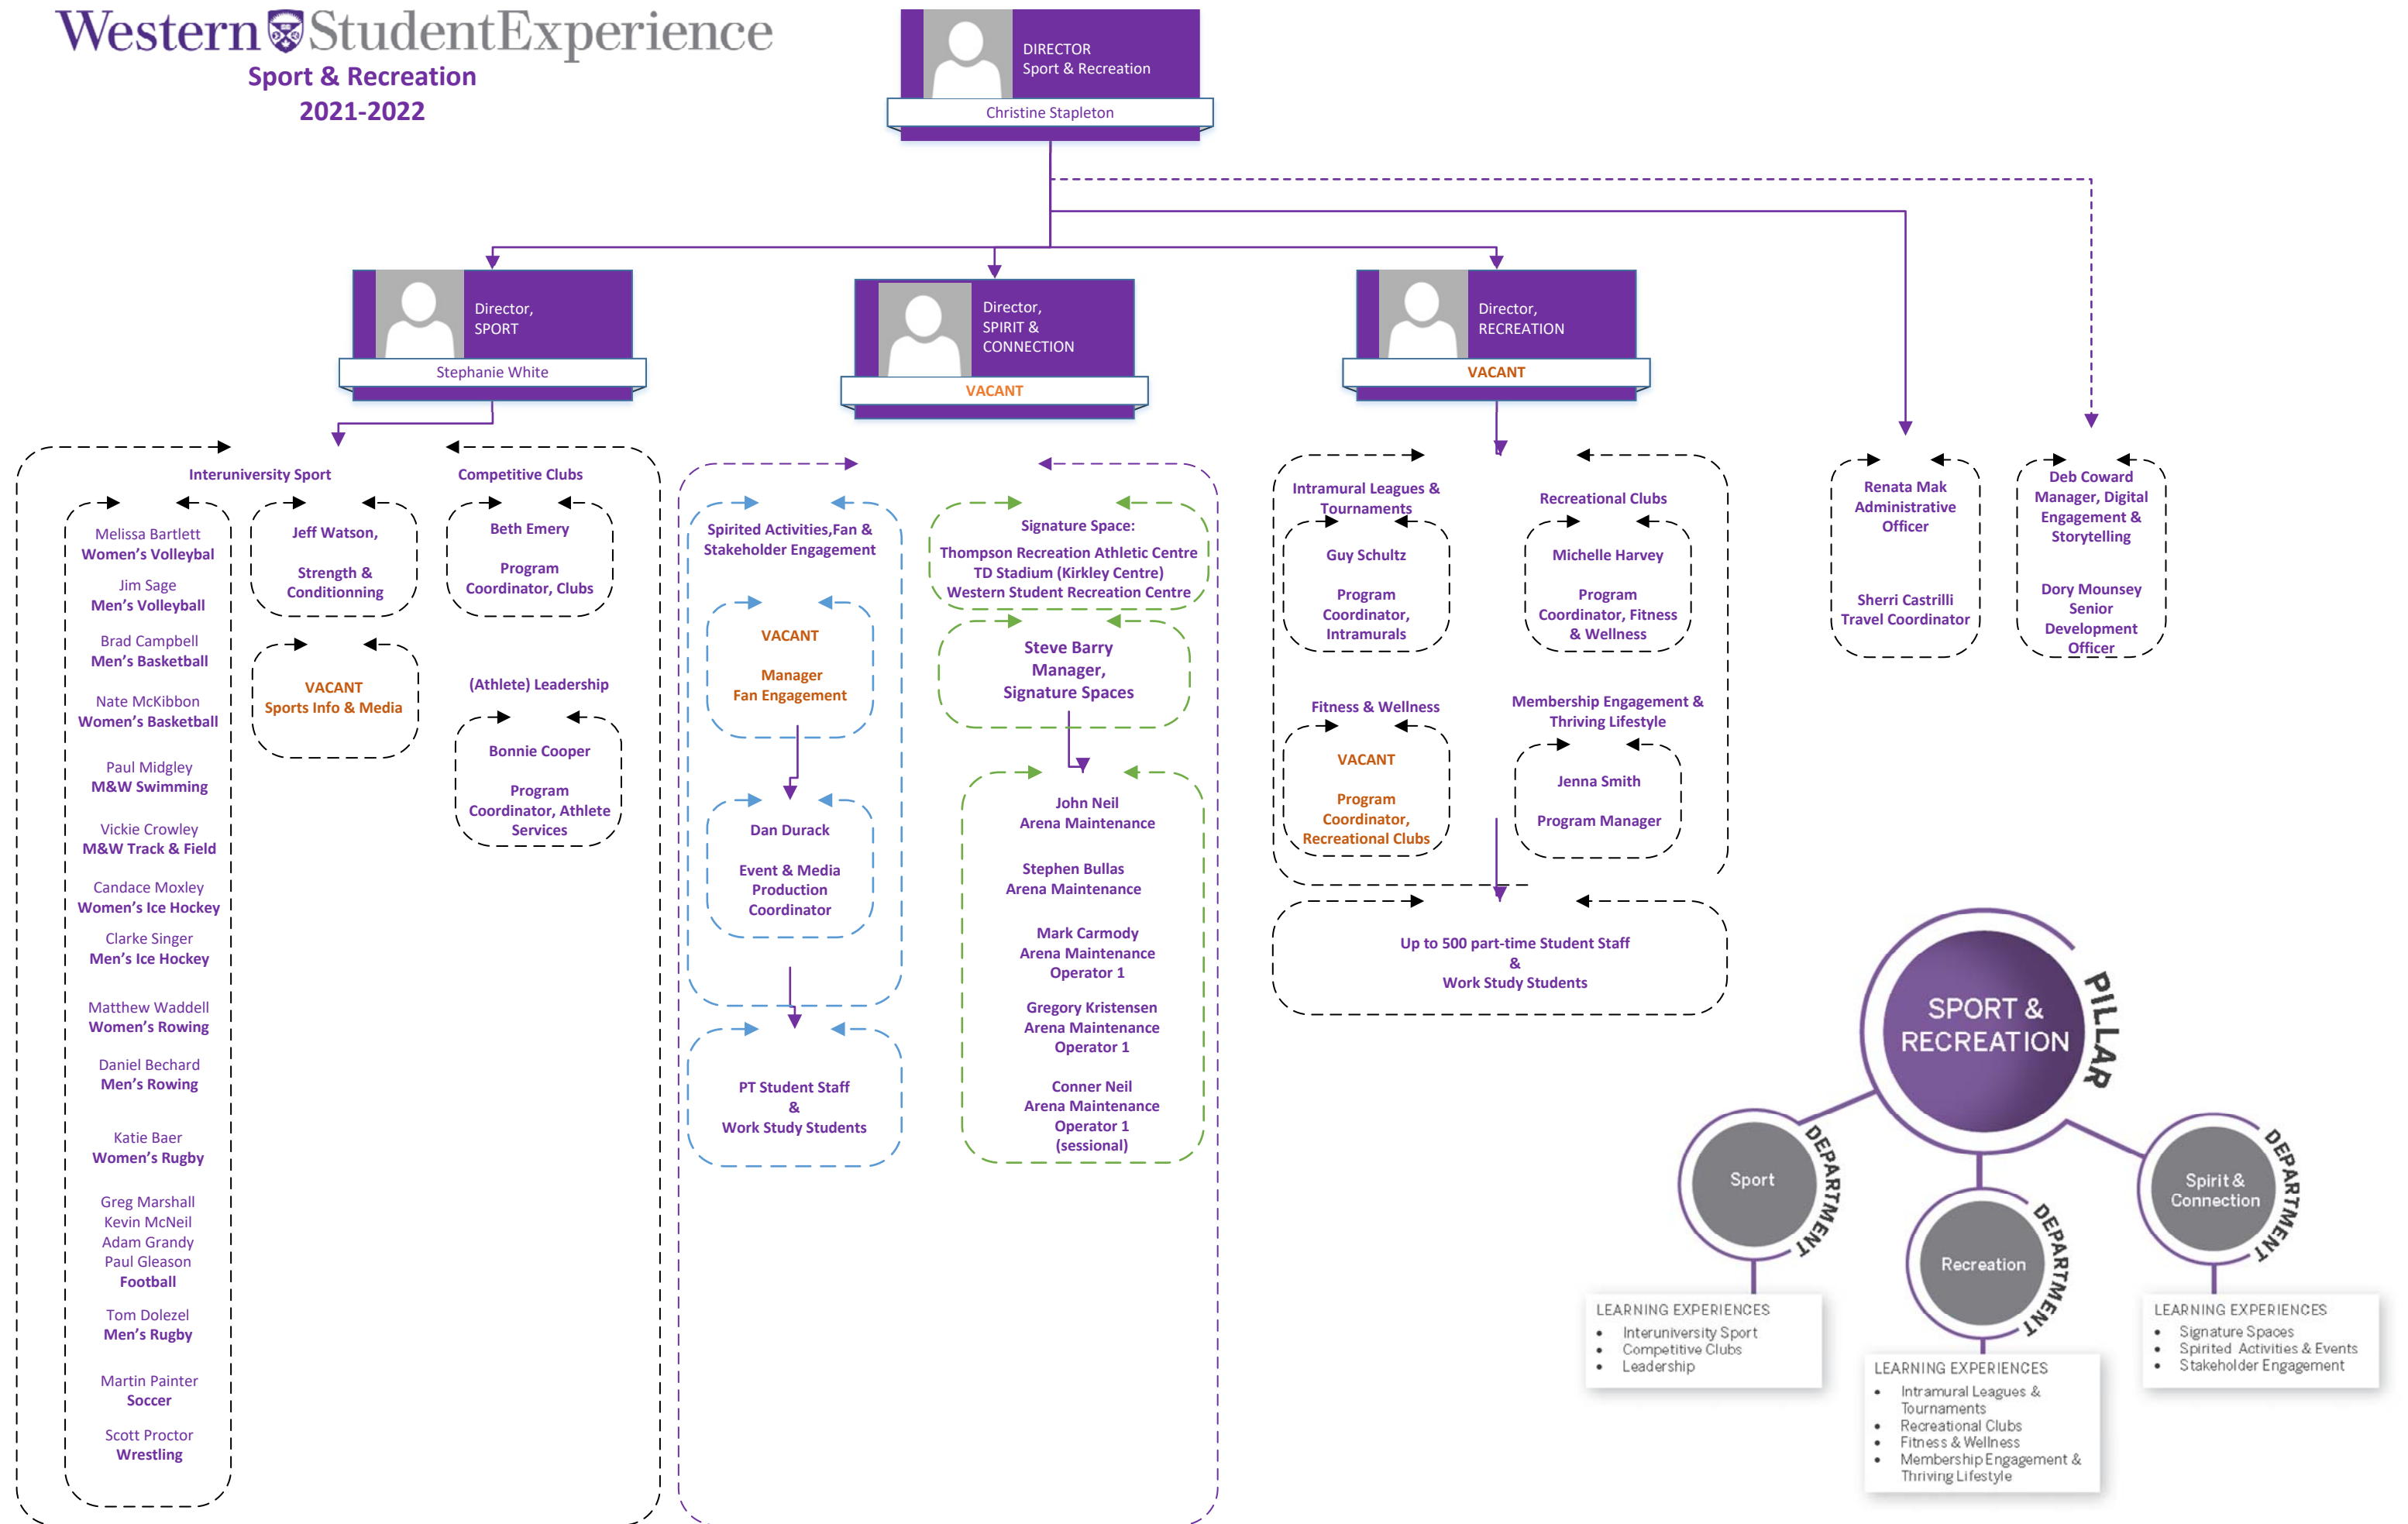 Western StudentExperience
Sport & Recreation
2021-2022
DIRECTOR
Sport & Recreation
Christine Stapleton
Director,
SPORT
Stephanie White
Director,
SPIRIT &
CONNECTION
VACANT
Director,
RECREATION
VACANT
Interuniversity Sport
Melissa Bartlett
Women's Volleybal
Jim Sage
Men's Volleyball
Brad Campbell
Men's Basketball
Nate McKibbon
Women's Basketball
Paul Midgley
M&W Swimming
Vickie Crowley
M&W Track & Field
Candace Moxley
Women's Ice Hockey
Clarke Singer
Men's Ice Hockey
Matthew Waddell
Women's Rowing
Daniel Bechard
Men's Rowing
Katie Baer
Women's Rugby
Greg Marshall
Kevin McNeil
Adam Grandy
Paul Gleason
Football
Tom Dolezel
Men's Rugby
Martin Painter
Soccer
Scott Proctor
Wrestling
Jeff Watson,
Strength &
Conditionning
VACANT
Sports Info & Media
Competitive Clubs
Beth Emery
Program
Coordinator, Clubs
(Athlete) Leadership
Bonnie Cooper
Program
Coordinator, Athlete
Services
Spirited Activities,Fan &
Stakeholder Engagement
VACANT
Manager
Fan Engagement
Dan Durack
Event & Media
Production
Coordinator
PT Student Staff
&
Work Study Students
Signature Space:
Thompson Recreation Athletic Centre
TD Stadium (Kirkley Centre)
Western Student Recreation Centre
Steve Barry
Manager,
Signature Spaces
John Neil
Arena Maintenance
Stephen Bullas
Arena Maintenance
Mark Carmody
Arena Maintenance
Operator 1
Gregory Kristensen
Arena Maintenance
Operator 1
Conner Neil
Arena Maintenance
Operator 1
(sessional)
Intramural Leagues &
Tournaments
Guy Schultz
Program
Coordinator,
Intramurals
Recreational Clubs
Michelle Harvey
Program
Coordinator, Fitness
& Wellness
Fitness & Wellness
VACANT
Program
Coordinator,
Recreational Clubs
Membership Engagement &
Thriving Lifestyle
Jenna Smith
Program Manager
Up to 500 part-time Student Staff
&
Work Study Students
Renata Mak
Administrative
Officer
Sherri Castrilli
Travel Coordinator
Deb Coward
Manager, Digital
Engagement &
Storytelling
Dory Mounsey
Senior
Development
Officer
SPORT &
RECREATION
PILLAR
Sport
DEPARTMENT
LEARNING EXPERIENCES
• Interuniversity Sport
• Competitive Clubs
• Leadership
Recreation
DEPARTMENT
LEARNING EXPERIENCES
• Intramural Leagues &
Tournaments
• Recreational Clubs
• Fitness & Wellness
• Membership Engagement &
Thriving Lifestyle
Spirit &
Connection
DEPARTMENT
LEARNING EXPERIENCES
• Signature Spaces
• Spirited Activities & Events
• Stakeholder Engagement